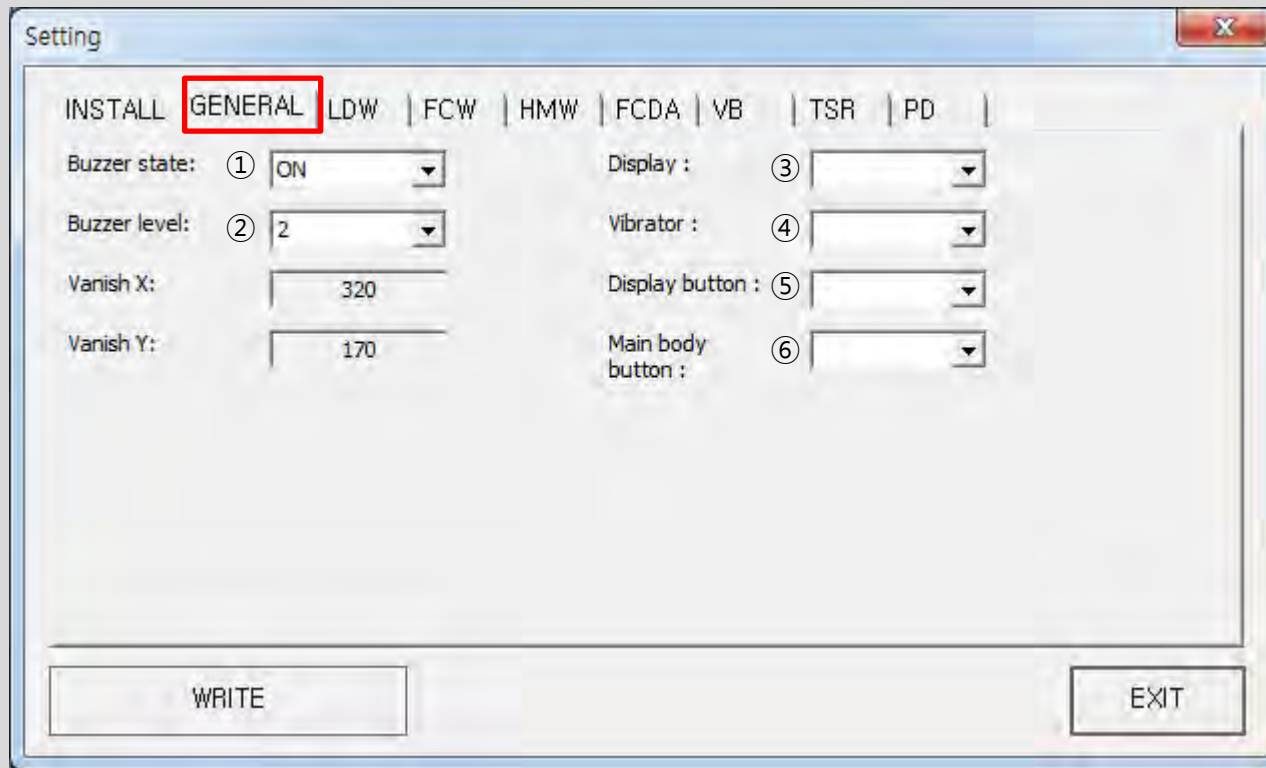 Setting
X
INSTALL GENERAL LDW FCW HMW FCDA VB TSR PD
Buzzer state: ① ON
Display : ③
Buzzer level: ② 2
Vibrator : ④
Vanish X: 320
Display button : ⑤
Vanish Y: 170
Main body
button : ⑥
WRITE
EXIT